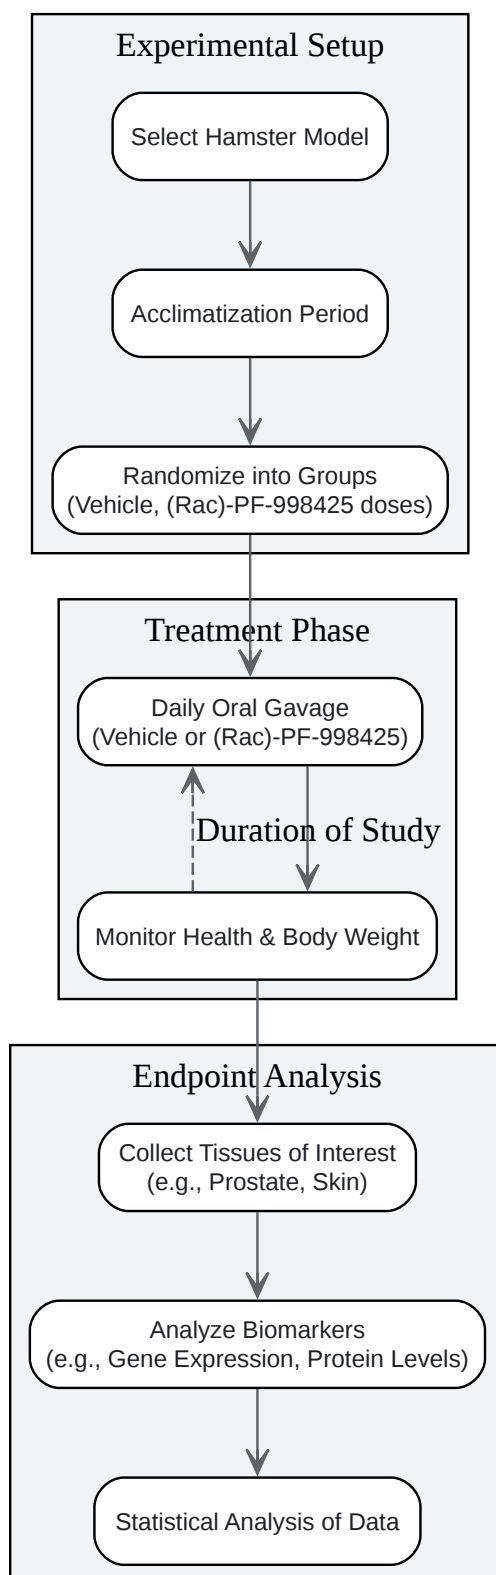 Experimental Setup
Select Hamster Model
Acclimatization Period
Randomize into Groups
(Vehicle, (Rac)-PF-998425 doses)
Treatment Phase
Daily Oral Gavage
(Vehicle or (Rac)-PF-998425)
Duration of Study
Monitor Health & Body Weight
Endpoint Analysis
Collect Tissues of Interest
(e.g., Prostate, Skin)
Analyze Biomarkers
(e.g., Gene Expression, Protein Levels)
Statistical Analysis of Data